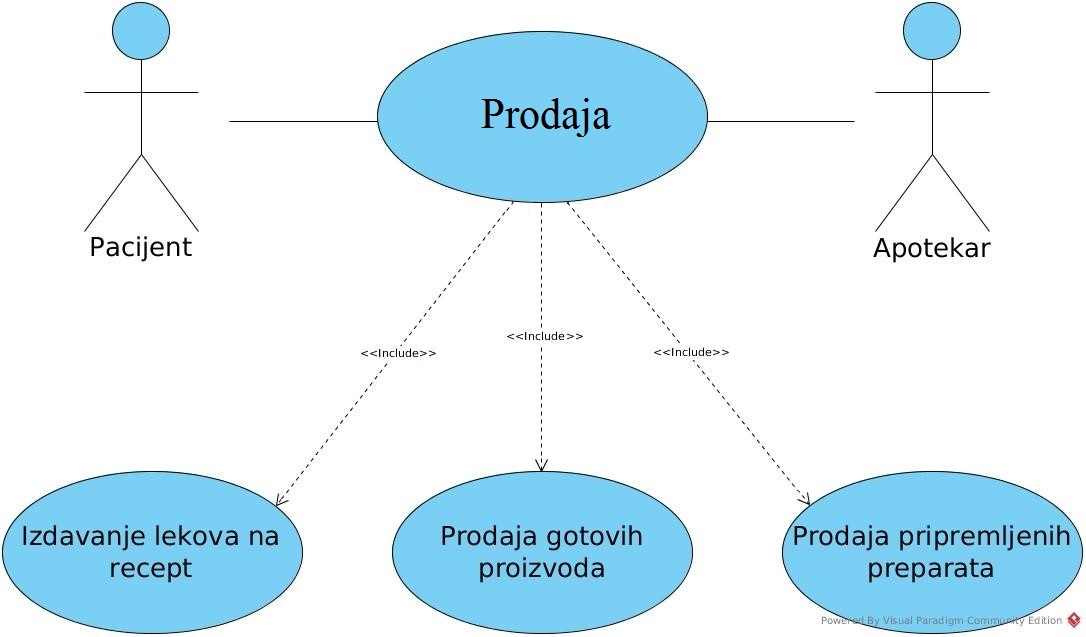 Prodaja
Pacijent
Apotekar
<<Include>>
<<Include>>
<<Include>>
Izdavanje lekova na
recept
Prodaja gotovih
proizvoda
Prodaja pripremljenih
preparata
Powered By Visual Paradigm Community Edition